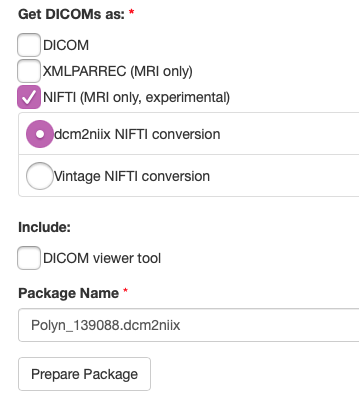 Get DICOMs as: *
DICOM
XMLPARREC (MRI only)
NIFTI (MRI only, experimental)
dcm2niix NIFTI conversion
Vintage NIFTI conversion
Include:
DICOM viewer tool
Package Name *
Polyn_139088.dcm2niix
Prepare Package